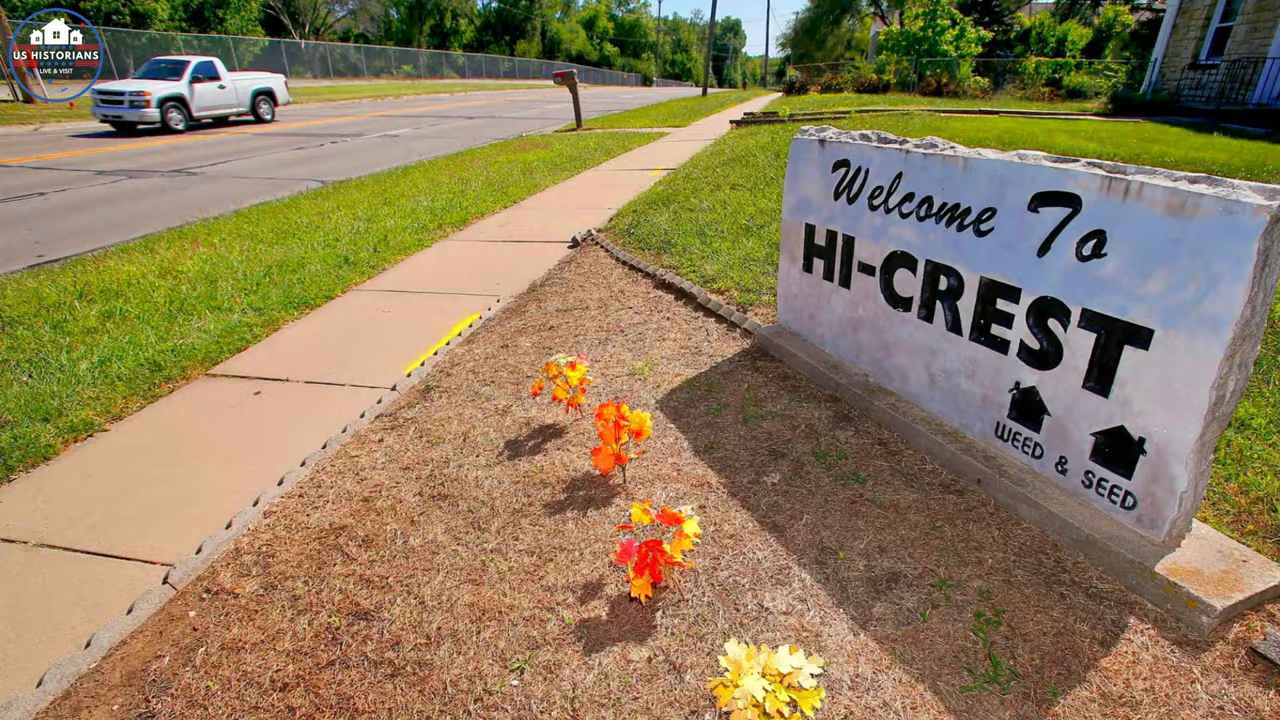 US HISTORIANS
LIVE & VISIT
Welcome To
HI-CREST
WEED & SEED